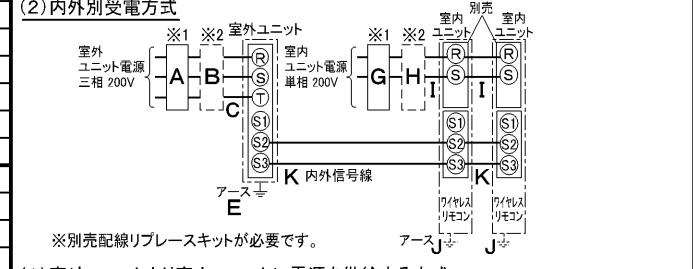 (2)内外別受電方式
別売
※1 ※2 室外ユニット
※1 ※2 室内ユニット 室内ユニット
室外
ユニット電源
三相 200V
A B C
R
S
T
S1
S2
S3
室内
ユニット電源
単相 200V
G H I I
R
S
S1
S2
S3
R
S
S1
S2
S3
K 内外信号線 K
アース
E
ワイヤレス
リモコン
ワイヤレス
リモコン
※別売配線リプレースキットが必要です。
アース J J